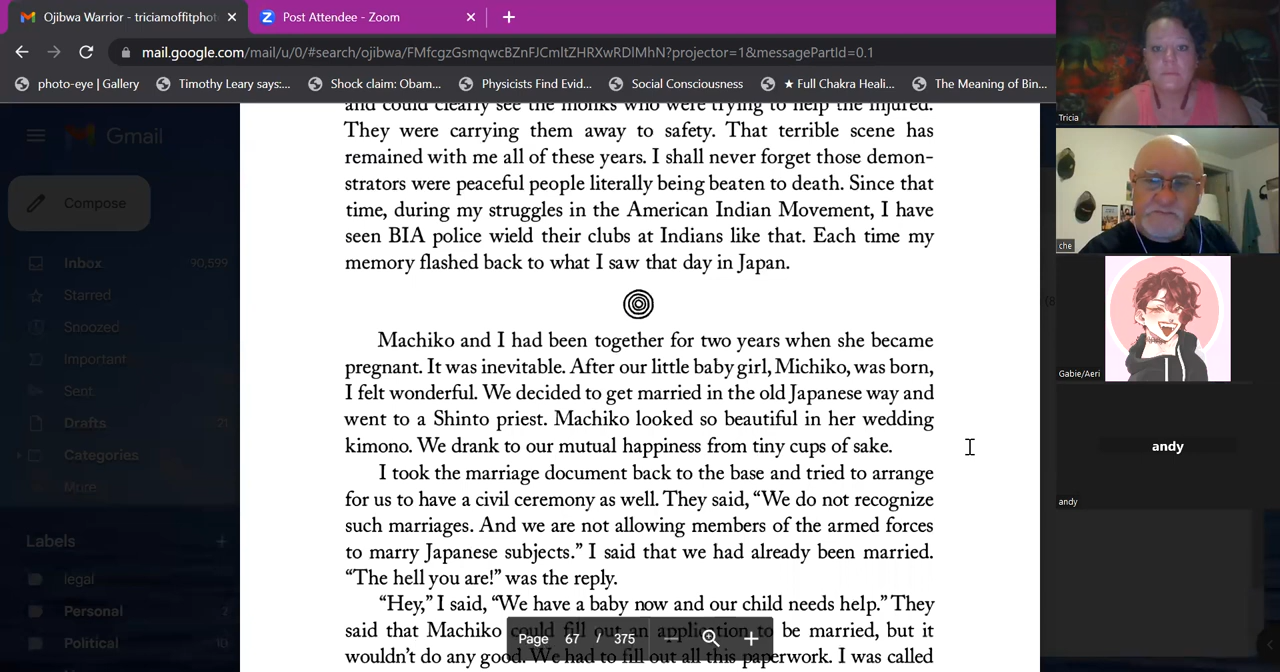 Ojibwa Warrior - triciamoffitphot
Post Attendee - Zoom
mail.google.com/mail/u/0/#search/ojibwa/FMfcgzGsmqwcBZnFJCmltZHRXwRDlMhN?projector=1&messagePartId=0.1
photo-eye | Gallery
Timothy Leary says:...
Shock claim: Obam...
Physicists Find Evid...
Social Consciousness
★ Full Chakra Heali...
The Meaning of Bin...
Gmail
Compose
Inbox 90,599
Starred
Snoozed
Important
Sent
Drafts 21
Categories
More
Labels
legal
Personal 2
Political 10
and could clearly see the monks who were trying to help the injured.
They were carrying them away to safety. That terrible scene has
remained with me all of these years. I shall never forget those demon-
strators were peaceful people literally being beaten to death. Since that
time, during my struggles in the American Indian Movement, I have
seen BIA police wield their clubs at Indians like that. Each time my
memory flashed back to what I saw that day in Japan.
Machiko and I had been together for two years when she became
pregnant. It was inevitable. After our little baby girl, Michiko, was born,
I felt wonderful. We decided to get married in the old Japanese way and
went to a Shinto priest. Machiko looked so beautiful in her wedding
kimono. We drank to our mutual happiness from tiny cups of sake.
I took the marriage document back to the base and tried to arrange
for us to have a civil ceremony as well. They said, “We do not recognize
such marriages. And we are not allowing members of the armed forces
to marry Japanese subjects.” I said that we had already been married.
“The hell you are!” was the reply.
“Hey,” I said, “We have a baby now and our child needs help.” They
said that Machiko could fill out an application to be married, but it
wouldn’t do any good. We had to fill out all this paperwork. I was called
Page 67 / 375
Tricia
che
Gabie/Aeri
andy
andy